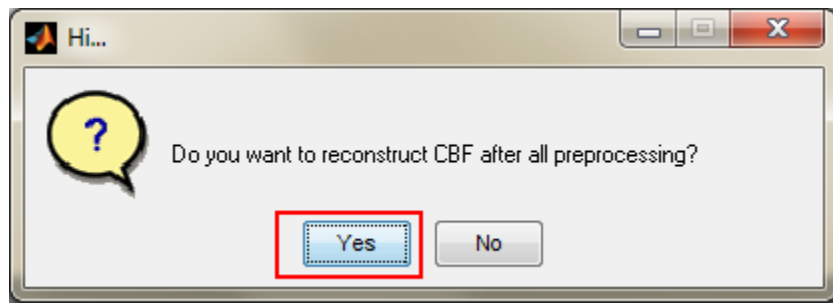 Hi...
?
Do you want to reconstruct CBF after all preprocessing?
Yes No